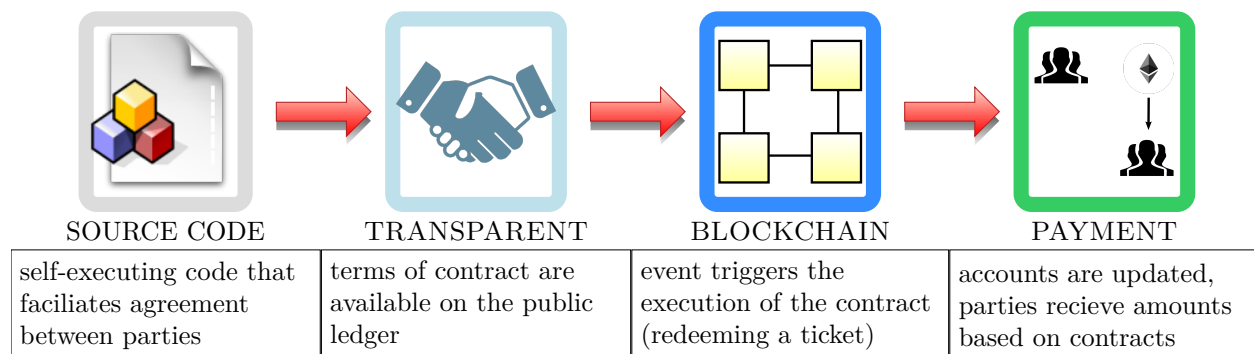 SOURCE CODE
TRANSPARENT
BLOCKCHAIN
PAYMENT
self-executing code that
faciliates agreement
between parties
terms of contract are
available on the public
ledger
event triggers the
execution of the contract
(redeeming a ticket)
accounts are updated,
parties recieve amounts
based on contracts